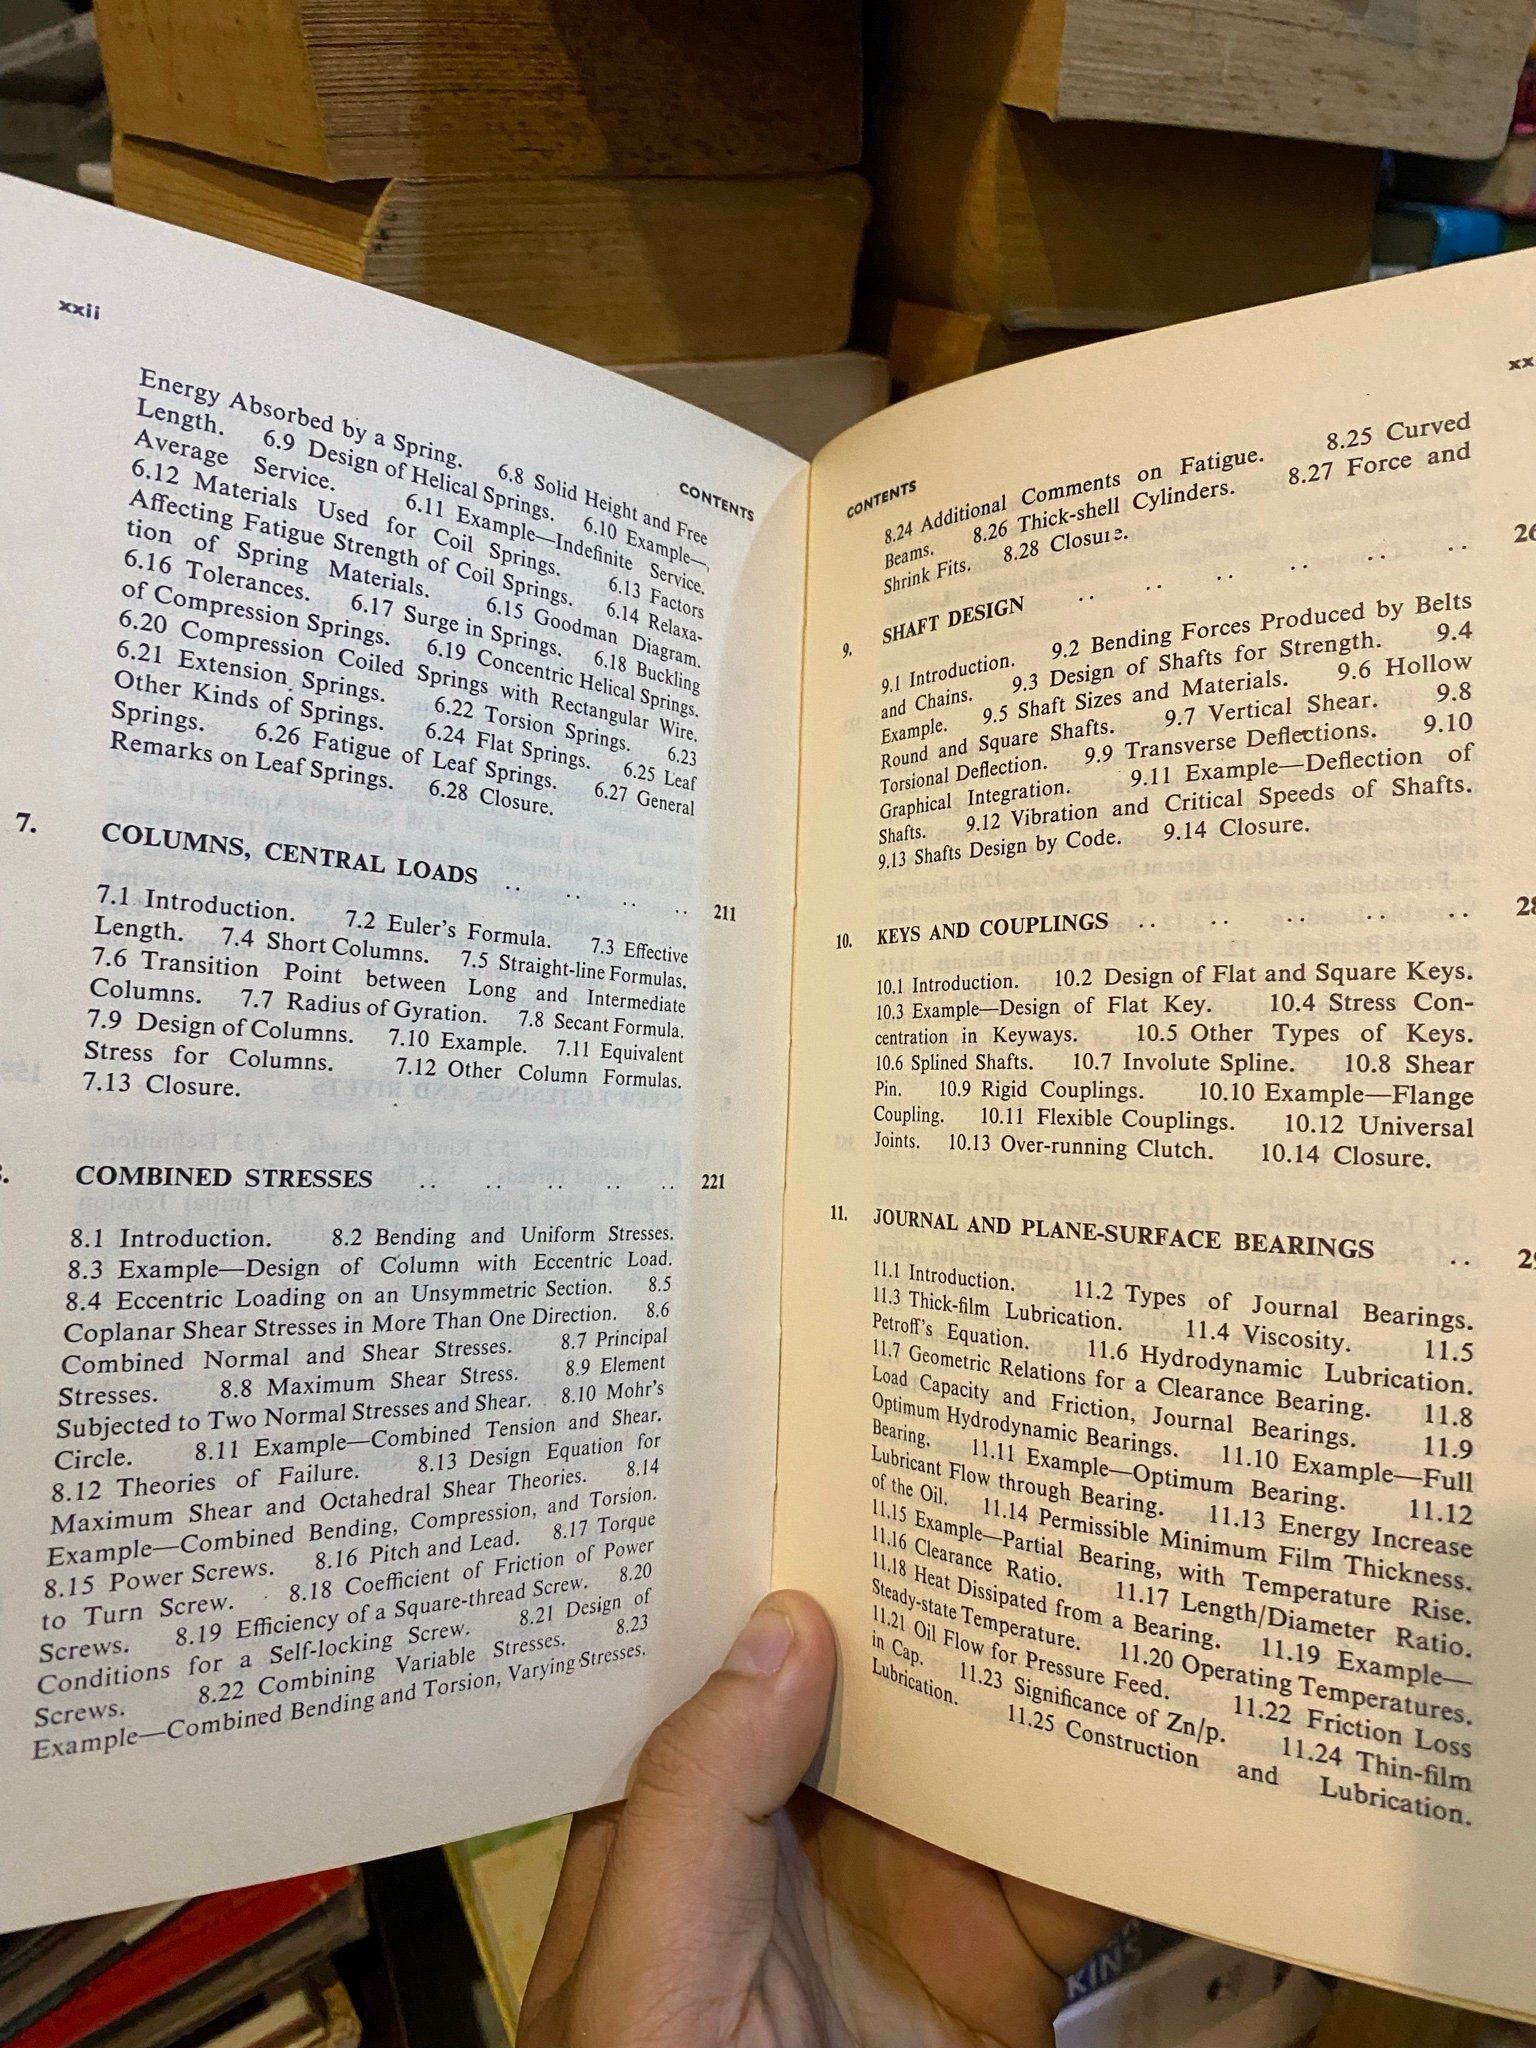 xxii
CONTENTS
Energy Absorbed by a Spring. 6.8 Solid Height and Free
Length. 6.9 Design of Helical Springs. 6.10 Example—
Average Service. 6.11 Example—Indefinite Service.
6.12 Materials Used for Coil Springs. 6.13 Factors
Affecting Fatigue Strength of Coil Springs. 6.14 Relaxa-
tion of Spring Materials. 6.15 Goodman Diagram.
6.16 Tolerances. 6.17 Surge in Springs. 6.18 Buckling
of Compression Springs. 6.19 Concentric Helical Springs.
6.20 Compression Coiled Springs with Rectangular Wire.
6.21 Extension Springs. 6.22 Torsion Springs. 6.23
Other Kinds of Springs. 6.24 Flat Springs. 6.25 Leaf
Springs. 6.26 Fatigue of Leaf Springs. 6.27 General
Remarks on Leaf Springs. 6.28 Closure.
7. COLUMNS, CENTRAL LOADS .. .. .. .. 211
7.1 Introduction. 7.2 Euler's Formula. 7.3 Effective
Length. 7.4 Short Columns. 7.5 Straight-line Formulas.
7.6 Transition Point between Long and Intermediate
Columns. 7.7 Radius of Gyration. 7.8 Secant Formula.
7.9 Design of Columns. 7.10 Example. 7.11 Equivalent
Stress for Columns. 7.12 Other Column Formulas.
7.13 Closure.
COMBINED STRESSES .. .. .. .. .. 221
8.1 Introduction. 8.2 Bending and Uniform Stresses.
8.3 Example—Design of Column with Eccentric Load.
8.4 Eccentric Loading on an Unsymmetric Section. 8.5
Coplanar Shear Stresses in More Than One Direction. 8.6
Combined Normal and Shear Stresses. 8.7 Principal
Stresses. 8.8 Maximum Shear Stress. 8.9 Element
Subjected to Two Normal Stresses and Shear. 8.10 Mohr's
Circle. 8.11 Example—Combined Tension and Shear.
8.12 Theories of Failure. 8.13 Design Equation for
Maximum Shear and Octahedral Shear Theories. 8.14
Example—Combined Bending, Compression, and Torsion.
8.15 Power Screws. 8.16 Pitch and Lead. 8.17 Torque
to Turn Screw. 8.18 Coefficient of Friction of Power
Screws. 8.19 Efficiency of a Square-thread Screw. 8.20
Conditions for a Self-locking Screw. 8.21 Design of
Screws. 8.22 Combining Variable Stresses. 8.23
Example—Combined Bending and Torsion, Varying Stresses.
CONTENTS
8.24 Additional Comments on Fatigue. 8.25 Curved
Beams. 8.26 Thick-shell Cylinders. 8.27 Force and
Shrink Fits. 8.28 Closure.
9. SHAFT DESIGN .. .. .. .. .. ..
9.1 Introduction. 9.2 Bending Forces Produced by Belts
and Chains. 9.3 Design of Shafts for Strength. 9.4
Example. 9.5 Shaft Sizes and Materials. 9.6 Hollow
Round and Square Shafts. 9.7 Vertical Shear. 9.8
Torsional Deflection. 9.9 Transverse Deflections. 9.10
Graphical Integration. 9.11 Example—Deflection of
Shafts. 9.12 Vibration and Critical Speeds of Shafts.
9.13 Shafts Design by Code. 9.14 Closure.
10. KEYS AND COUPLINGS .. .. .. .. ..
10.1 Introduction. 10.2 Design of Flat and Square Keys.
10.3 Example—Design of Flat Key. 10.4 Stress Con-
centration in Keyways. 10.5 Other Types of Keys.
10.6 Splined Shafts. 10.7 Involute Spline. 10.8 Shear
Pin. 10.9 Rigid Couplings. 10.10 Example—Flange
Coupling. 10.11 Flexible Couplings. 10.12 Universal
Joints. 10.13 Over-running Clutch. 10.14 Closure.
11. JOURNAL AND PLANE-SURFACE BEARINGS ..
11.1 Introduction. 11.2 Types of Journal Bearings.
11.3 Thick-film Lubrication. 11.4 Viscosity. 11.5
Petroff's Equation. 11.6 Hydrodynamic Lubrication.
11.7 Geometric Relations for a Clearance Bearing. 11.8
Load Capacity and Friction, Journal Bearings. 11.9
Optimum Hydrodynamic Bearings. 11.10 Example—Full
Bearing. 11.11 Example—Optimum Bearing. 11.12
Lubricant Flow through Bearing. 11.13 Energy Increase
of the Oil. 11.14 Permissible Minimum Film Thickness.
11.15 Example—Partial Bearing, with Temperature Rise.
11.16 Clearance Ratio. 11.17 Length/Diameter Ratio.
11.18 Heat Dissipated from a Bearing. 11.19 Example—
Steady-state Temperature. 11.20 Operating Temperatures.
11.21 Oil Flow for Pressure Feed. 11.22 Friction Loss
in Cap. 11.23 Significance of Zn/p. 11.24 Thin-film
Lubrication. 11.25 Construction and Lubrication.